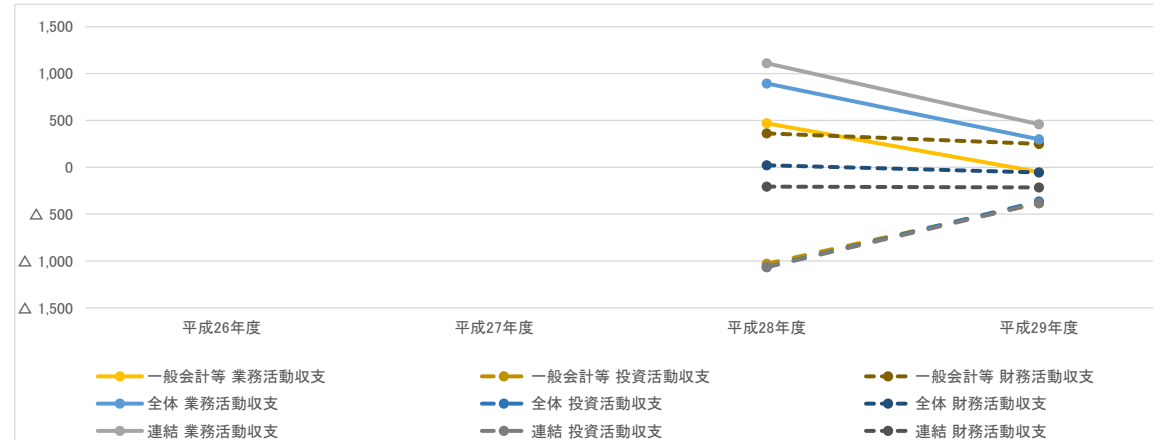 1,500
1,000
500
0
△ 500
△ 1,000
△ 1,500
平成26年度 平成27年度 平成28年度 平成29年度
一般会計等 業務活動収支 一般会計等 投資活動収支 一般会計等 財務活動収支
全体 業務活動収支 全体 投資活動収支 全体 財務活動収支
連結 業務活動収支 連結 投資活動収支 連結 財務活動収支